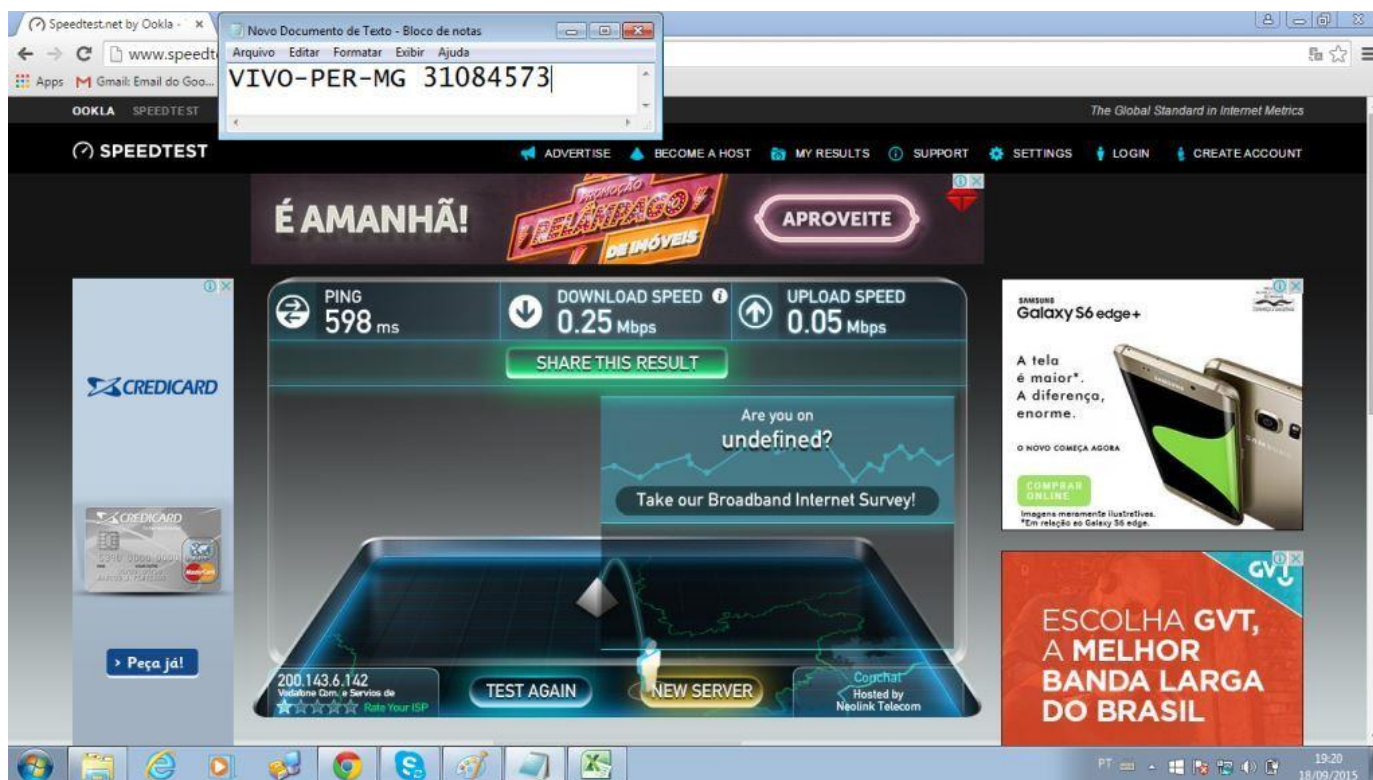 Speedtest.net by Ookla -
Novo Documento de Texto - Bloco de notas
Arquivo Editar Formatar Exibir Ajuda
VIVO-PER-MG 31084573
www.speedt
Apps Gmail: Email do Goo...
OOKLA SPEEDTEST
The Global Standard in Internet Metrics
SPEEDTEST
ADVERTISE BECOME A HOST MY RESULTS SUPPORT SETTINGS LOGIN CREATE ACCOUNT
É AMANHÃ!
PROMOÇÃO
RELÂMPAGO
DE IMÓVEIS
APROVEITE
PING
598 ms
DOWNLOAD SPEED
0.25 Mbps
UPLOAD SPEED
0.05 Mbps
SHARE THIS RESULT
Are you on
undefined?
Take our Broadband Internet Survey!
CREDICARD
CREDICARD
MasterCard
Peça já!
SAMSUNG
Galaxy S6 edge+
A tela
é maior*.
A diferença,
enorme.
O NOVO COMEÇA AGORA
COMPRAR
ONLINE
Imagens meramente ilustrativas.
*Em relação ao Galaxy S6 edge.
GVT
ESCOLHA GVT,
A MELHOR
BANDA LARGA
DO BRASIL
200.143.6.142
Vodafone Com. e Servios de
Rate Your ISP
TEST AGAIN
NEW SERVER
Conchal
Hosted by
Neolink Telecom
PT
19:20
18/09/2015